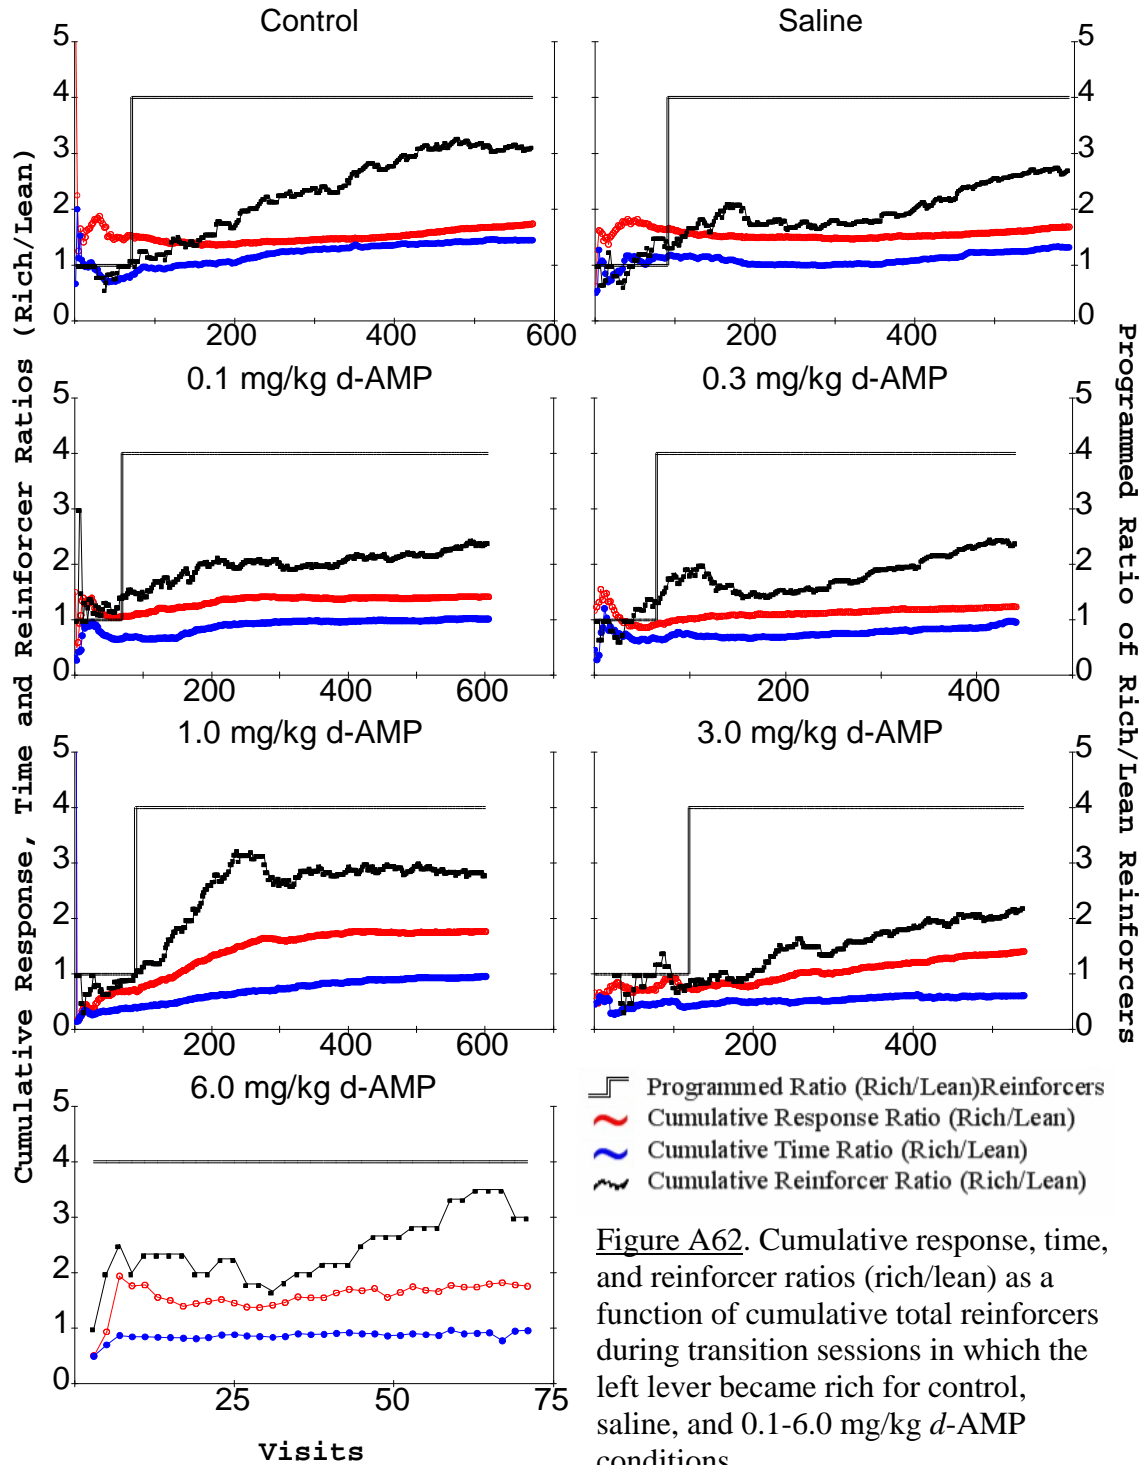 Control
Saline
5
4
3
2
1
0
200
400
600
5
4
3
2
1
0
200
400
0.1 mg/kg d-AMP
0.3 mg/kg d-AMP
5
4
3
2
1
0
200
400
600
5
4
3
2
1
0
200
400
1.0 mg/kg d-AMP
3.0 mg/kg d-AMP
5
4
3
2
1
0
200
400
600
5
4
3
2
1
0
200
400
6.0 mg/kg d-AMP
5
4
3
2
1
0
25
50
75
Visits
Cumulative Response, Time and Reinforcer Ratios (Rich/Lean)
Programmed Ratio of Rich/Lean Reinforcers
Programmed Ratio (Rich/Lean)Reinforcers
Cumulative Response Ratio (Rich/Lean)
Cumulative Time Ratio (Rich/Lean)
Cumulative Reinforcer Ratio (Rich/Lean)
Figure A62. Cumulative response, time,
and reinforcer ratios (rich/lean) as a
function of cumulative total reinforcers
during transition sessions in which the
left lever became rich for control,
saline, and 0.1-6.0 mg/kg d-AMP
conditions